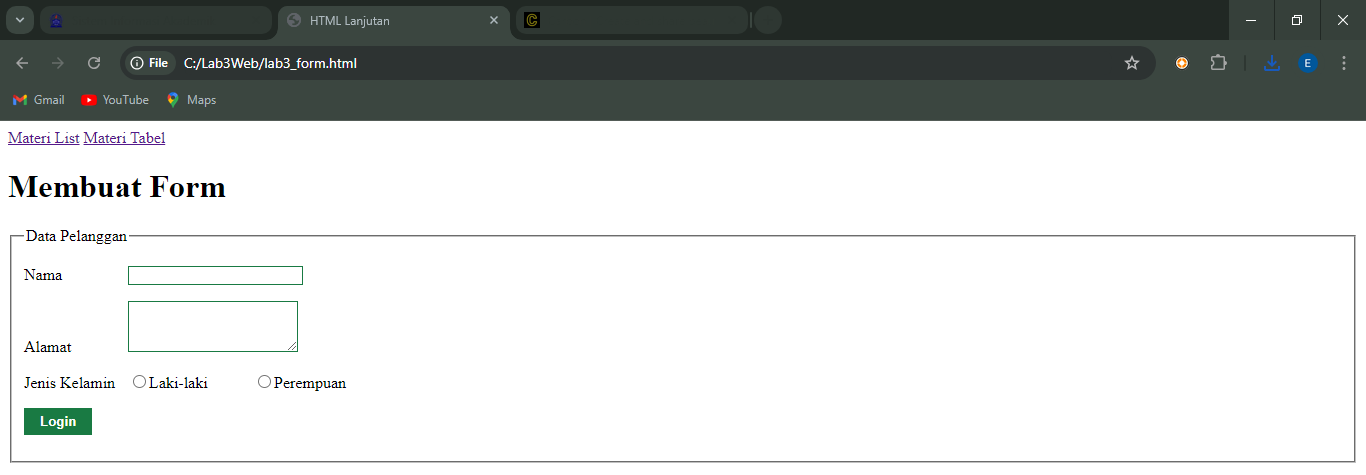 HTML Lanjutan
File C:/Lab3Web/lab3_form.html E
Gmail YouTube Maps
Materi List Materi Tabel
Membuat Form
Data Pelanggan
Nama
Alamat
Jenis Kelamin Laki-laki Perempuan
Login